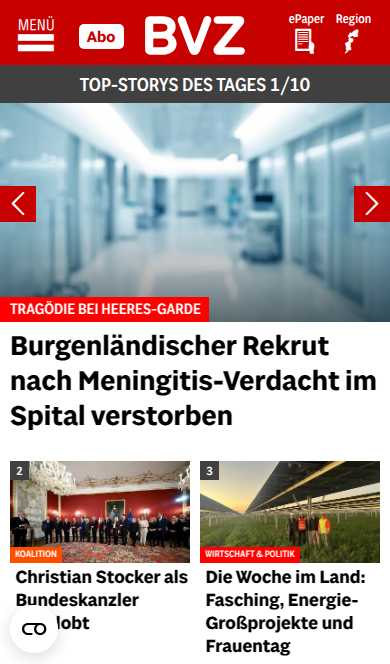 MENÜ
Abo
BVZ
ePaper
Region
TOP-STORYS DES TAGES 1/10
TRAGÖDIE BEI HEERES-GARDE
Burgenländischer Rekrut
nach Meningitis-Verdacht im
Spital verstorben
2
KOALITION
Christian Stocker als
Bundeskanzler
lobt
3
WIRTSCHAFT & POLITIK
Die Woche im Land:
Fasching, Energie-
Großprojekte und
Frauentag